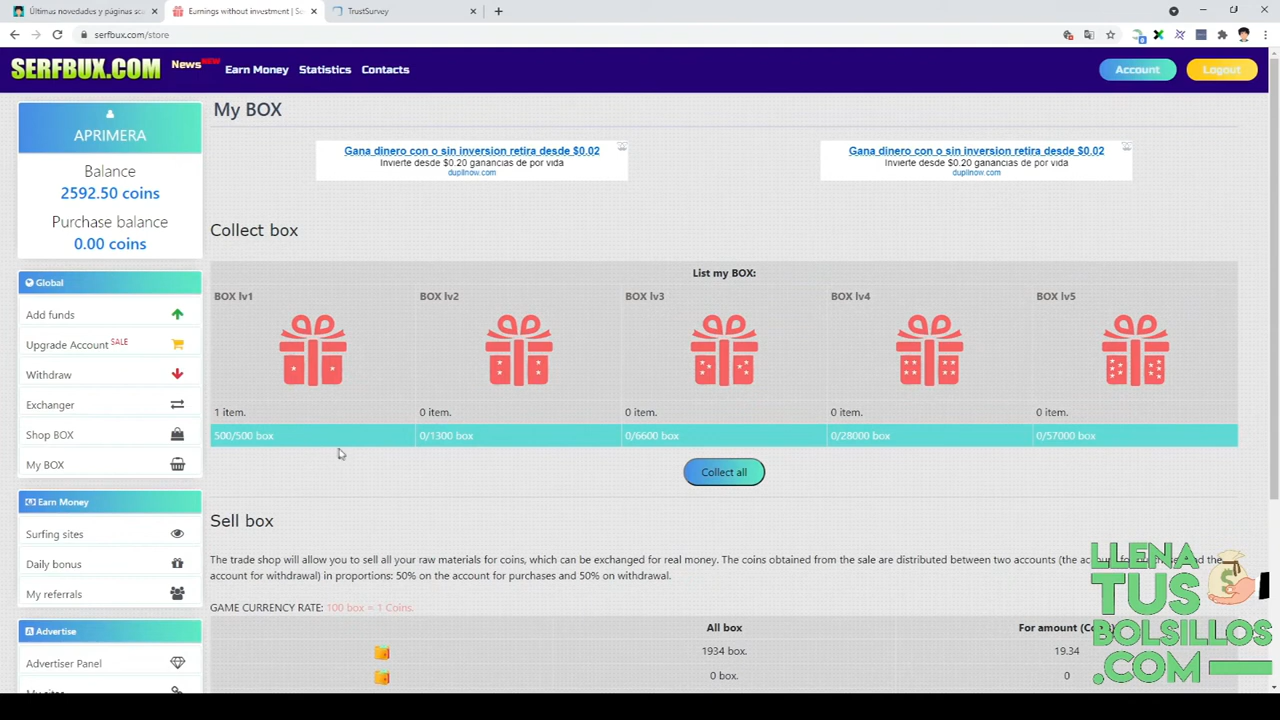 Últimas novedades y páginas sc
Earnings without investment | Se
TrustSurvey
serfbux.com/store
SERFBUX.COM
News NEW
Earn Money
Statistics
Contacts
Account
Logout
APRIMERA
Balance
2592.50 coins
Purchase balance
0.00 coins
Global
Add funds
Upgrade Account SALE
Withdraw
Exchanger
Shop BOX
My BOX
Earn Money
Surfing sites
Daily bonus
My referrals
Advertise
Advertiser Panel
My sites
My BOX
Gana dinero con o sin inversion retira desde $0.02
Invierte desde $0.20 ganancias de por vida
duplinow.com
Gana dinero con o sin inversion retira desde $0.02
Invierte desde $0.20 ganancias de por vida
duplinow.com
Collect box
List my BOX:
BOX lv1 BOX lv2 BOX lv3 BOX lv4 BOX lv5
1 item. 0 item. 0 item. 0 item. 0 item.
500/500 box 0/1300 box 0/6600 box 0/28000 box 0/57000 box
Collect all
Sell box
The trade shop will allow you to sell all your raw materials for coins, which can be exchanged for real money. The coins obtained from the sale are distributed between two accounts (the account for
account for withdrawal) in proportions: 50% on the account for purchases and 50% on withdrawal.
GAME CURRENCY RATE: 100 box = 1 Coins.
All box For amount
1934 box. 19.34
0 box. 0
LLENA
TUS
BOLSILLOS
.COM